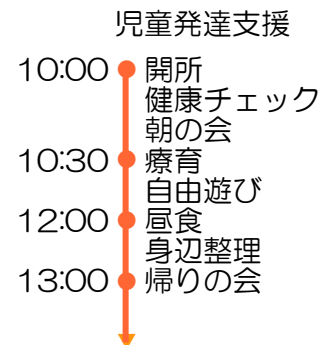 児童発達支援
10:00 開所
健康チェック
朝の会
10:30 療育
自由遊び
12:00 昼食
身辺整理
13:00 帰りの会